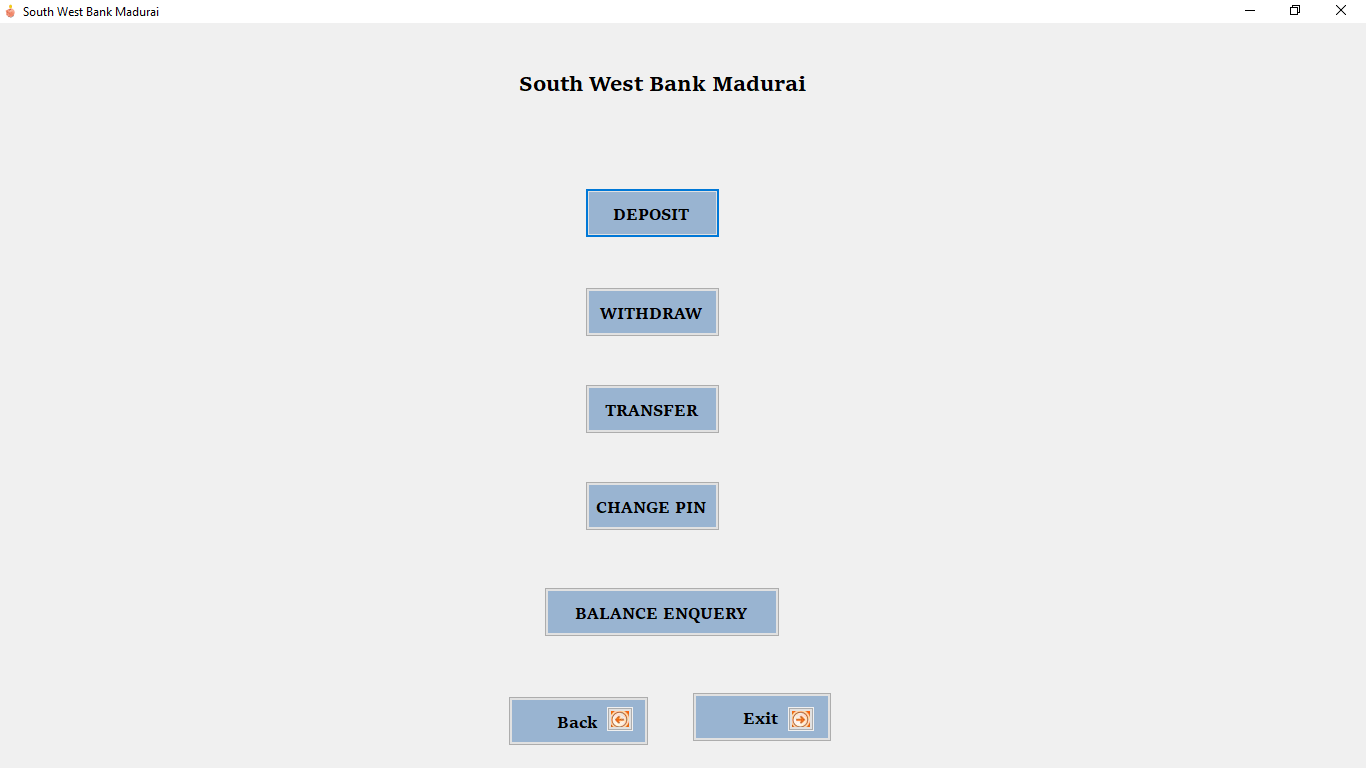 South West Bank Madurai
South West Bank Madurai
DEPOSIT
WITHDRAW
TRANSFER
CHANGE PIN
BALANCE ENQUERY
Back
Exit